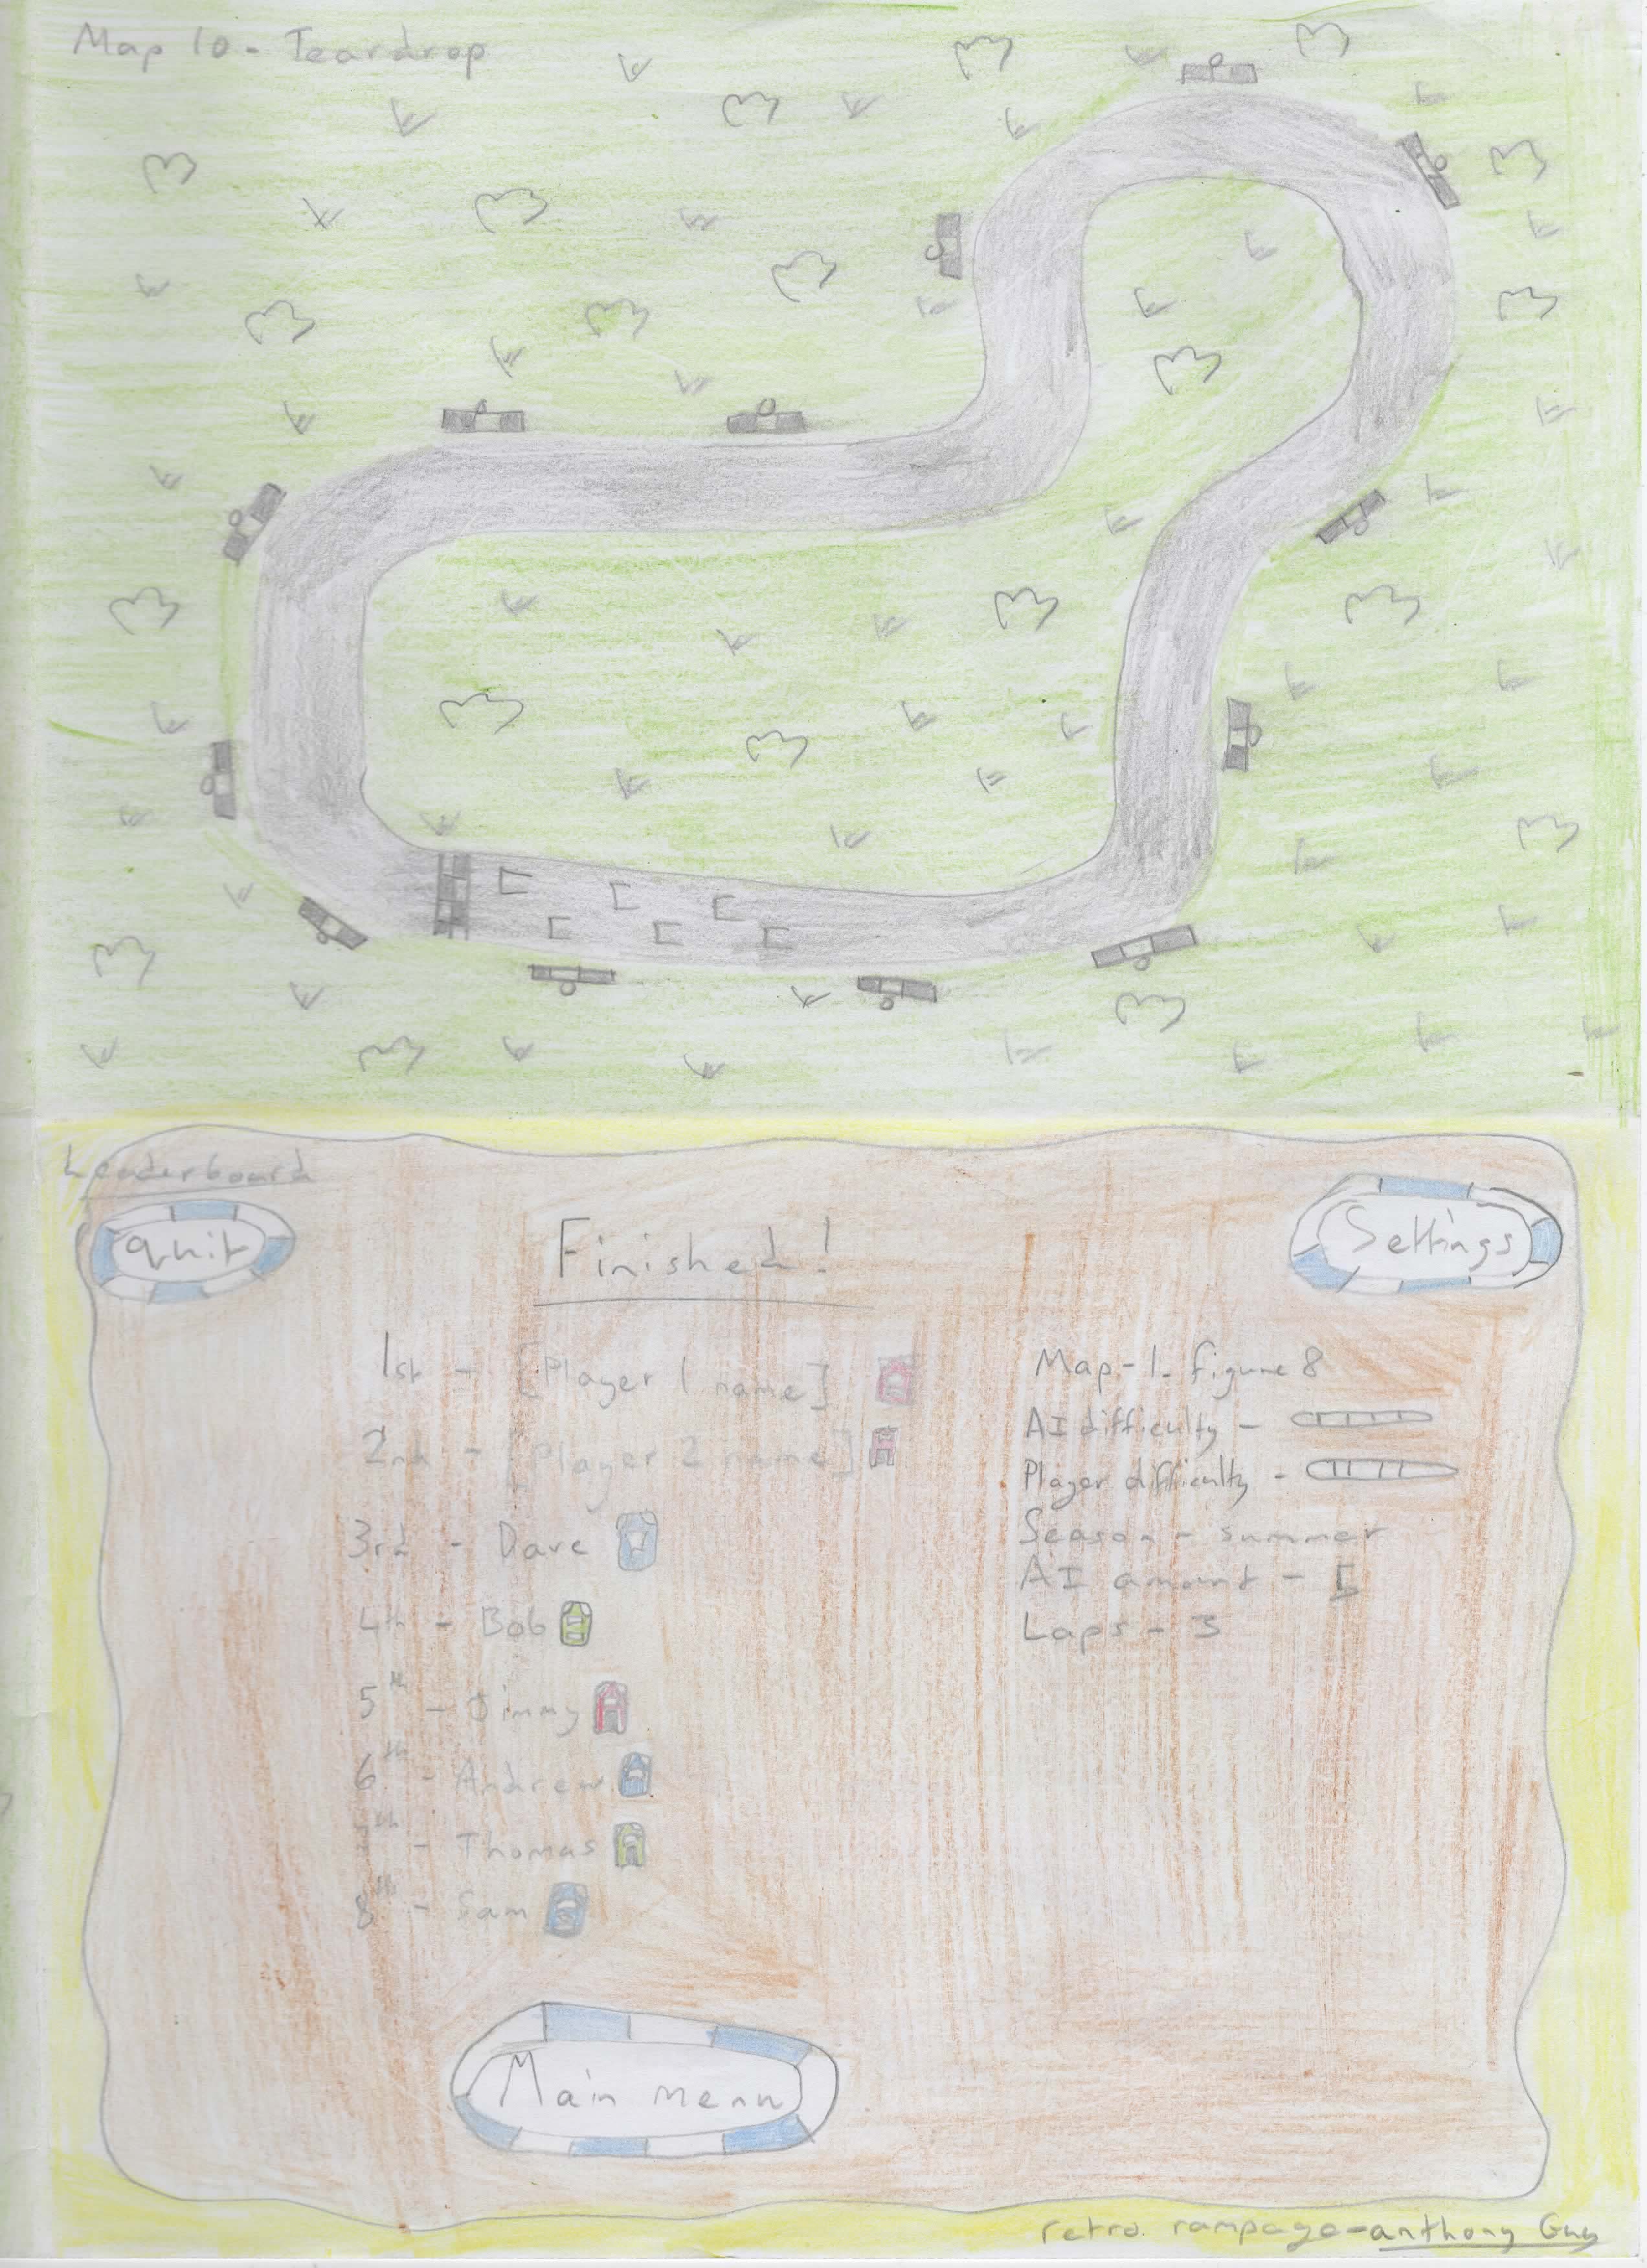 Map 10 - Teardrop
Leaderboard
quit
Finished!
Settings
1st - [Player 1 name]
2nd - [Player 2 name]
3rd - Dave
4th - Bob
5th - Jimmy
6th - Andrew
7th - Thomas
8th - Sam
Map - 1. figure 8
AI difficulty -
Player difficulty -
Season - summer
AI amount -
Laps - 3
Main menu
retro rampage - anthony Guy